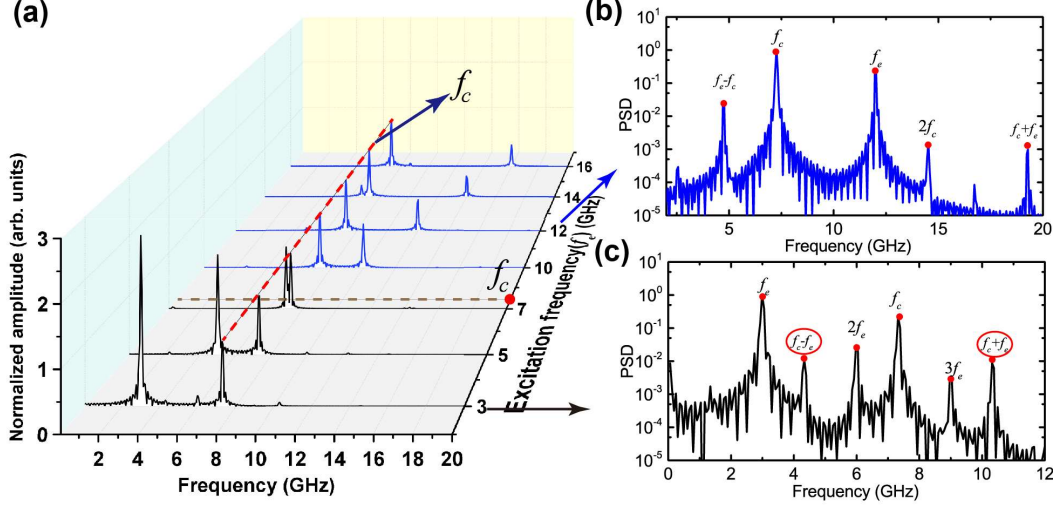 (a)
f_c
Normalized amplitude (arb. units)
3
2
1
0
2 4 6 8 10 12 14 16 18 20
Frequency (GHz)
f_c
3
5
7
10
12
14
16
Excitation frequency(f_e) (GHz)
(b)
10^1
10^0
10^-1
10^-2
10^-3
10^-4
10^-5
PSD
f_e-f_c
f_c
f_e
2f_c
f_c+f_e
5 10 15 20
Frequency (GHz)
(c)
10^1
10^0
10^-1
10^-2
10^-3
10^-4
10^-5
PSD
f_e
f_c-f_e
2f_e
f_c
3f_e
f_c+f_e
0 2 4 6 8 10 12
Frequency (GHz)